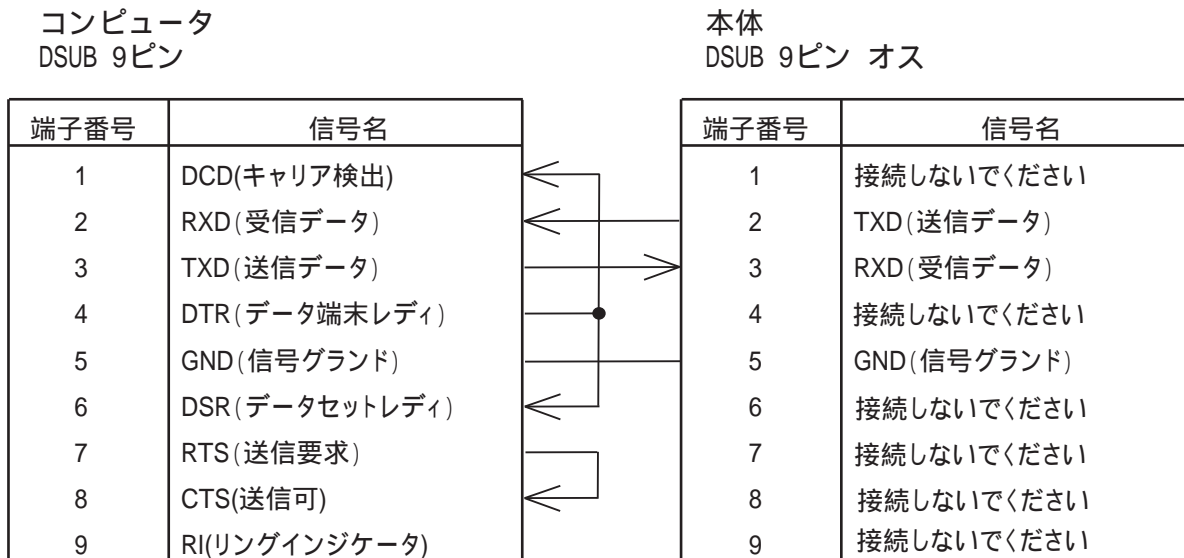 コンピュータ
DSUB 9ピン
端子番号 信号名
1 DCD(キャリア検出)
2 RXD(受信データ)
3 TXD(送信データ)
4 DTR(データ端末レディ)
5 GND(信号グランド)
6 DSR(データセットレディ)
7 RTS(送信要求)
8 CTS(送信可)
9 RI(リングインジケータ)
本体
DSUB 9ピン オス
端子番号 信号名
1 接続しないでください
2 TXD(送信データ)
3 RXD(受信データ)
4 接続しないでください
5 GND(信号グランド)
6 接続しないでください
7 接続しないでください
8 接続しないでください
9 接続しないでください